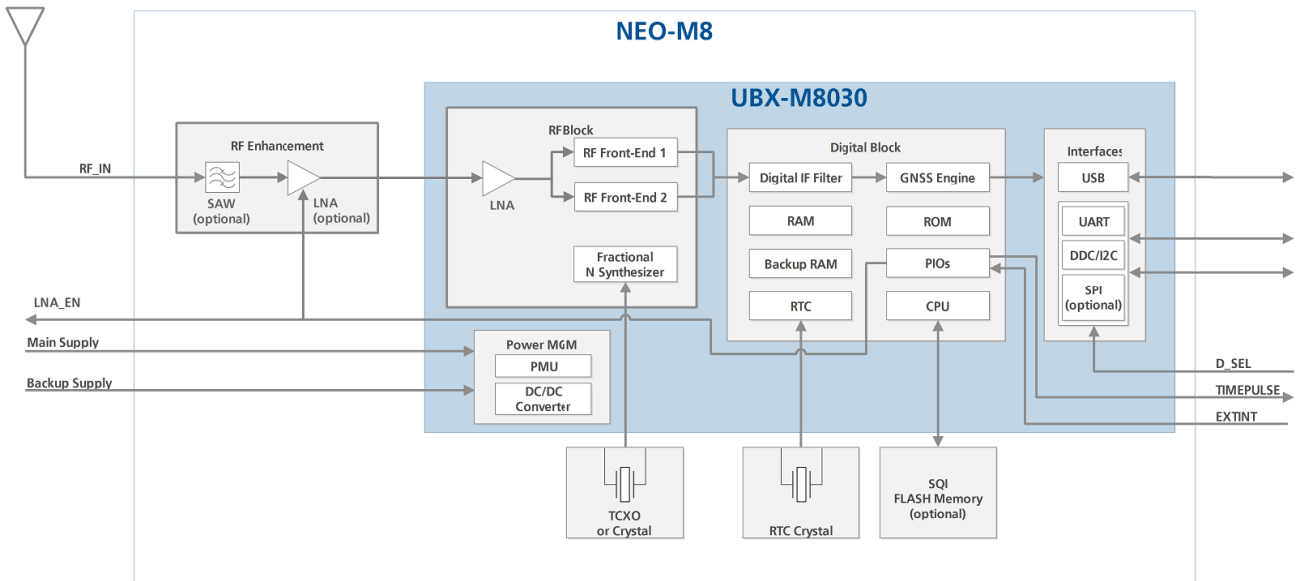 NEO-M8
UBX-M8030
RF_IN
RF Enhancement
SAW
(optional)
LNA
(optional)
RFBlock
LNA
RF Front-End 1
RF Front-End 2
Fractional
N Synthesizer
Digital Block
Digital IF Filter
GNSS Engine
RAM
ROM
Backup RAM
PIOs
RTC
CPU
Interfaces
USB
UART
DDC/I2C
SPI
(optional)
LNA_EN
Main Supply
Backup Supply
Power MGM
PMU
DC/DC
Converter
D_SEL
TIMEPULSE
EXTINT
TCXO
or Crystal
RTC Crystal
SQI
FLASH Memory
(optional)